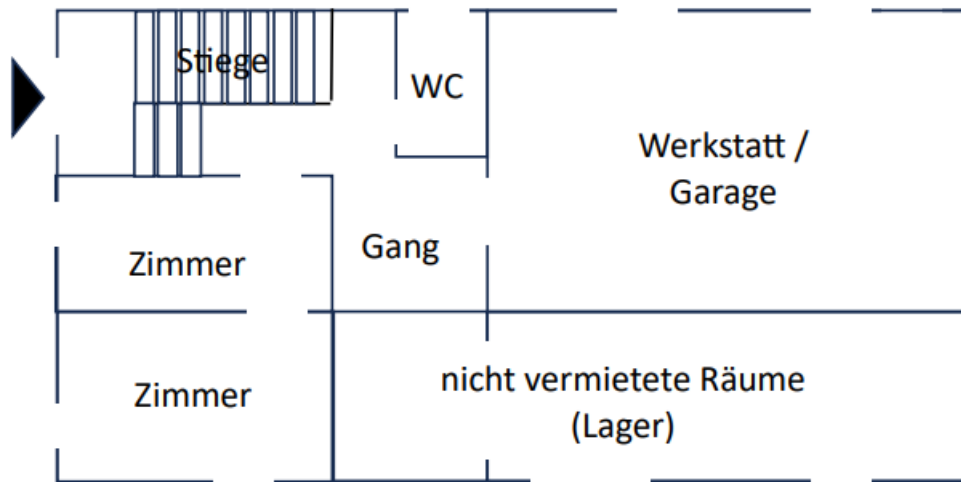 Stiege
WC
Werkstatt /
Garage
Gang
Zimmer
Zimmer
nicht vermietete Räume
(Lager)